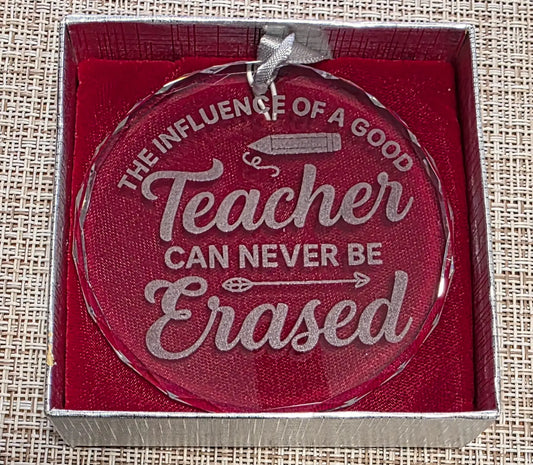 THE INFLUENCE OF A GOOD
Teacher
CAN NEVER BE
Erased